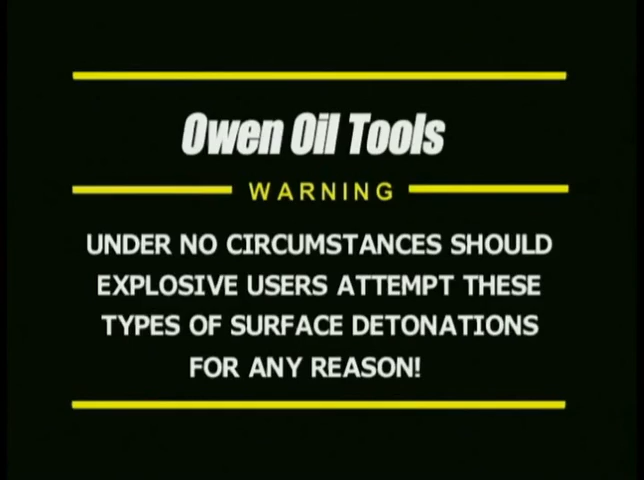 Owen Oil Tools
WARNING
UNDER NO CIRCUMSTANCES SHOULD
EXPLOSIVE USERS ATTEMPT THESE
TYPES OF SURFACE DETONATIONS
FOR ANY REASON!